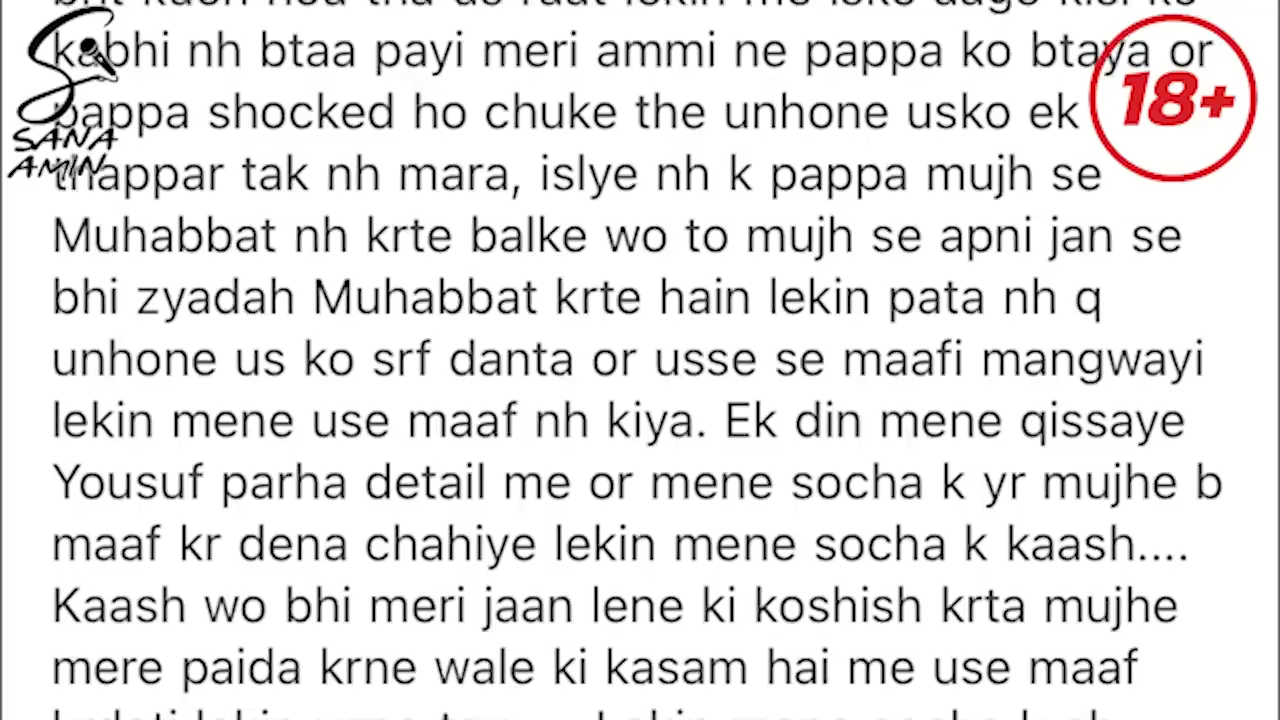 kabhi nh btaa payi meri ammi ne pappa ko btaya or
pappa shocked ho chuke the unhone usko ek
thappar tak nh mara, islye nh k pappa mujh se
Muhabbat nh krte balke wo to mujh se apni jan se
bhi zyadah Muhabbat krte hain lekin pata nh q
unhone us ko srf danta or usse se maafi mangwayi
lekin mene use maaf nh kiya. Ek din mene qissaye
Yousuf parha detail me or mene socha k yr mujhe b
maaf kr dena chahiye lekin mene socha k kaash....
Kaash wo bhi meri jaan lene ki koshish krta mujhe
mere paida krne wale ki kasam hai me use maaf
SANA
AMIN
18+